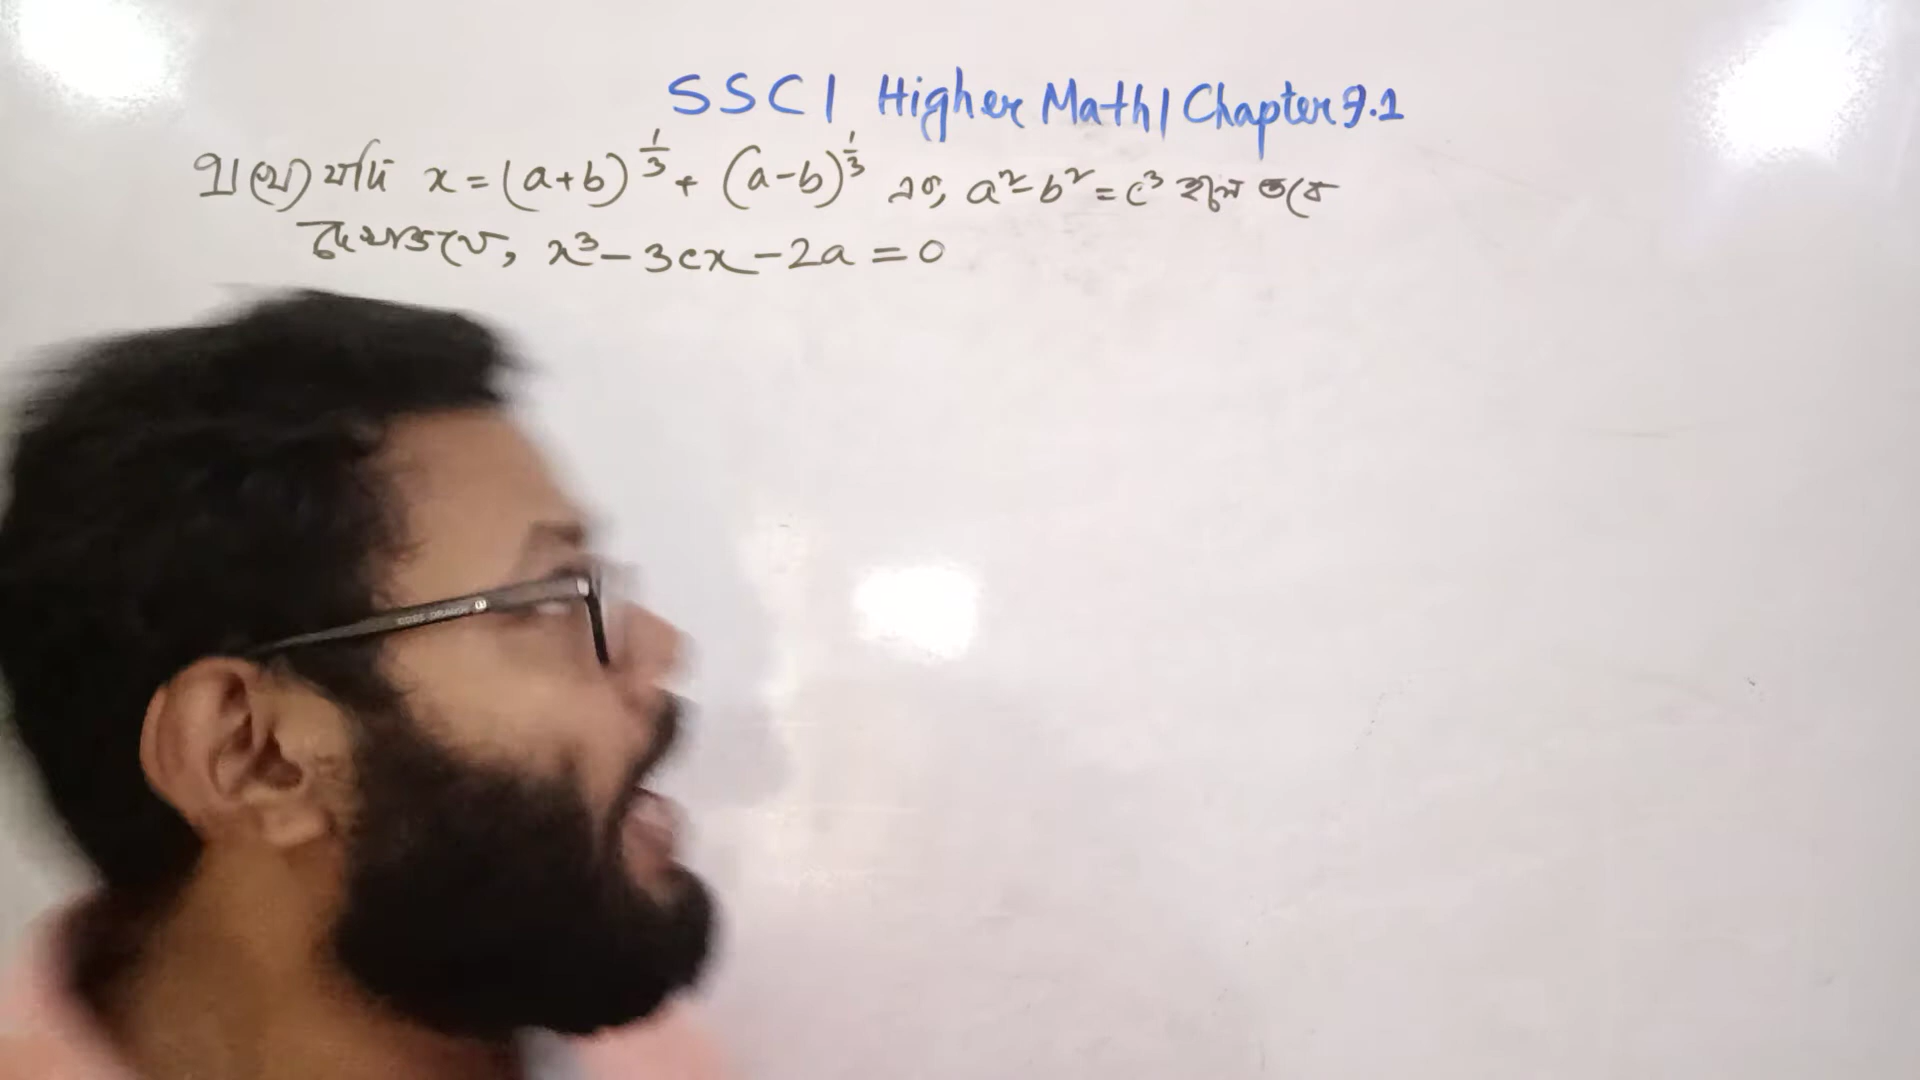 SSC | Higher Math | Chapter 9.1
৭। (খ) যদি x = (a+b)^{1/3} + (a-b)^{1/3} এবং, a² - b² = c³ হলে তবে
দেখাও যে, x³ - 3cx - 2a = 0